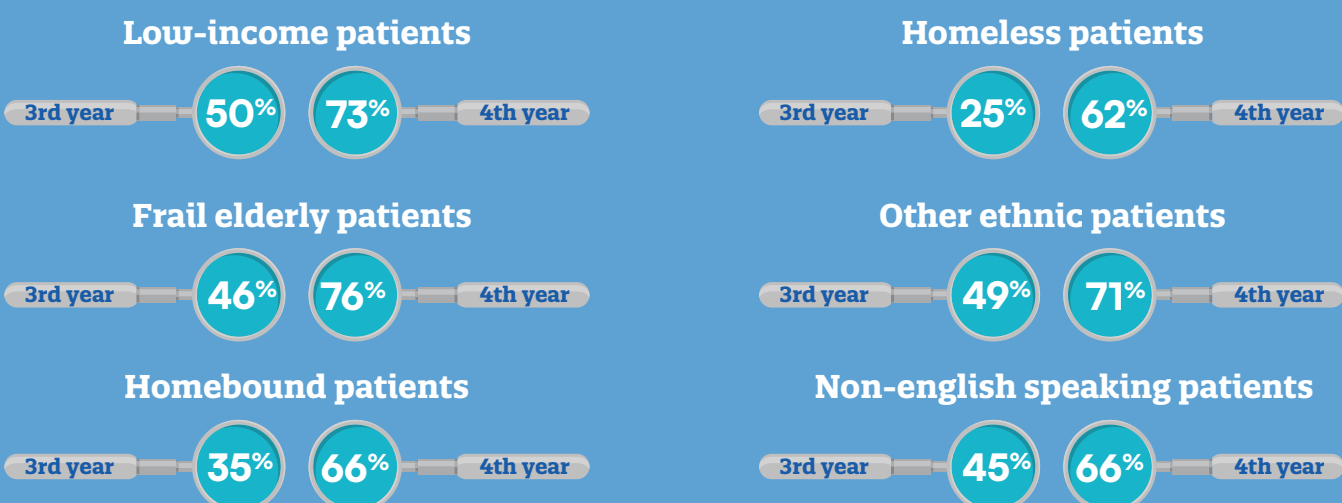 Low-income patients
3rd year 50% 73% 4th year
Homeless patients
3rd year 25% 62% 4th year
Frail elderly patients
3rd year 46% 76% 4th year
Other ethnic patients
3rd year 49% 71% 4th year
Homebound patients
3rd year 35% 66% 4th year
Non-english speaking patients
3rd year 45% 66% 4th year